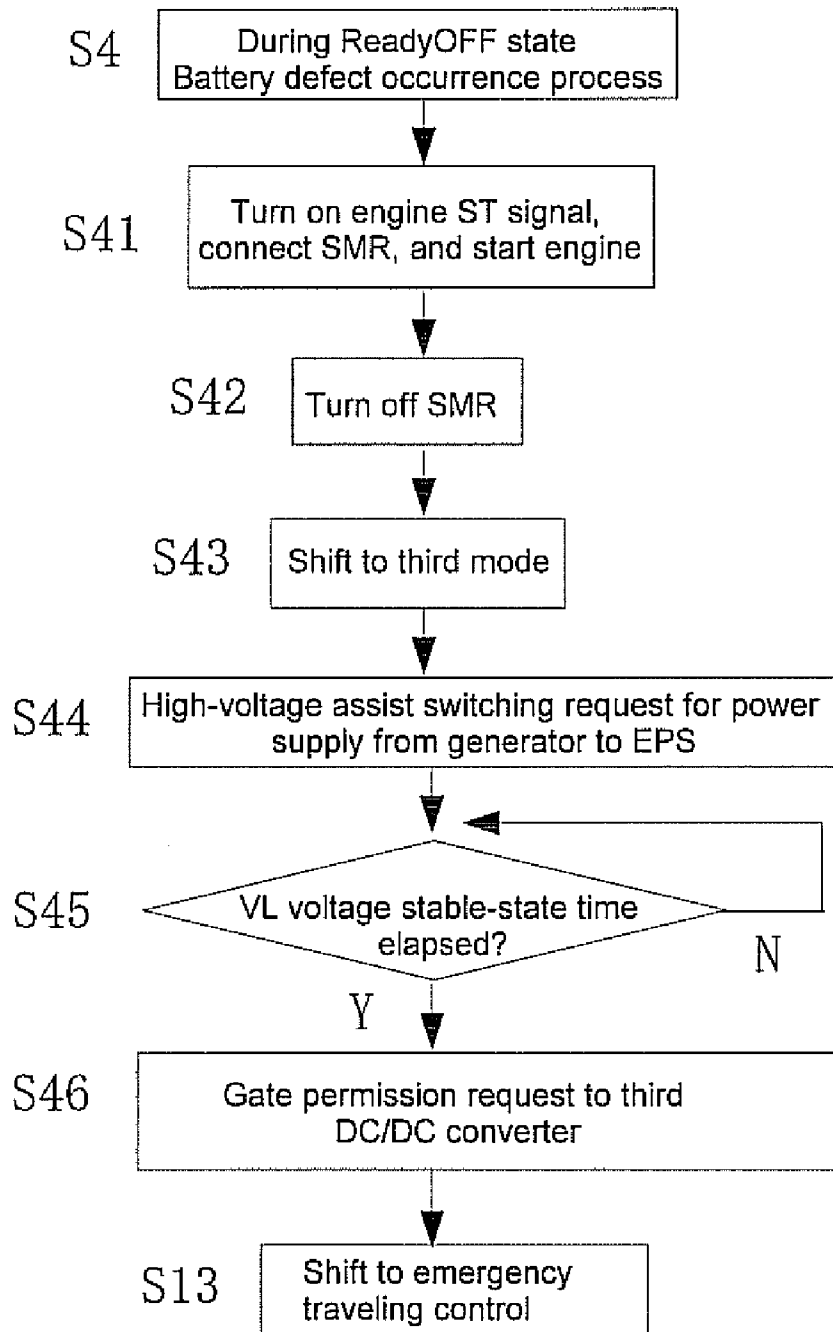 S4
During ReadyOFF state
Battery defect occurrence process
S41
Turn on engine ST signal,
connect SMR, and start engine
S42
Turn off SMR
S43
Shift to third mode
S44
High-voltage assist switching request for power
supply from generator to EPS
S45
VL voltage stable-state time
elapsed?
N
Y
S46
Gate permission request to third
DC/DC converter
S13
Shift to emergency
traveling control